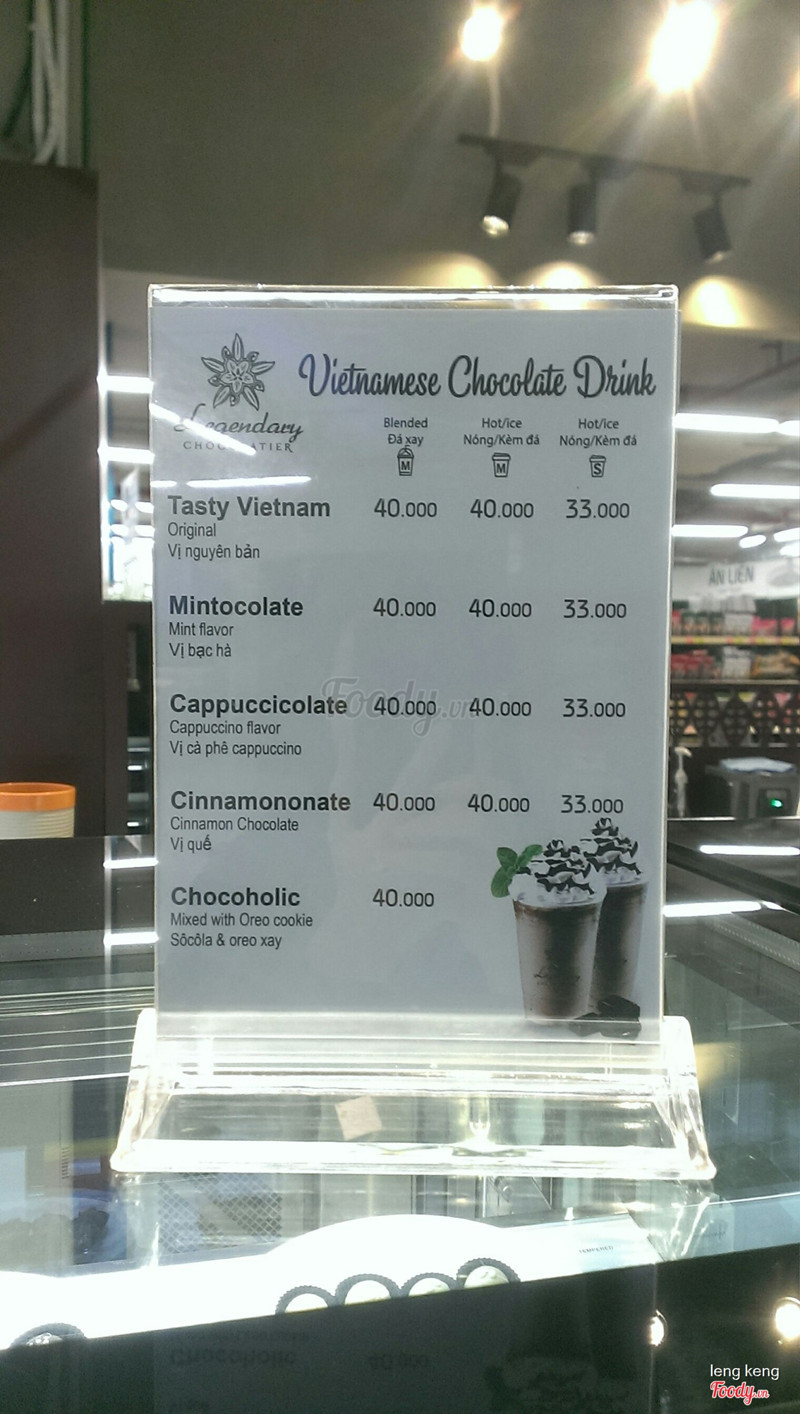 Vietnamese Chocolate Drink
Legendary
CHOCOLATIER
Blended Hot/ice Hot/ice
Đá xay Nóng/Kèm đá Nóng/Kèm đá
M M S
Tasty Vietnam 40.000 40.000 33.000
Original
Vị nguyên bản
Mintocolate 40.000 40.000 33.000
Mint flavor
Vị bạc hà
Cappuccicolate 40.000 40.000 33.000
Cappuccino flavor
Vị cà phê cappuccino
Cinnamononate 40.000 40.000 33.000
Cinnamon Chocolate
Vị quế
Chocoholic 40.000
Mixed with Oreo cookie
Sôcôla & oreo xay
Foody.vn
ĂN LIỀN
TEMPERED
Chocoholic 40.000
leng keng
Foody.vn